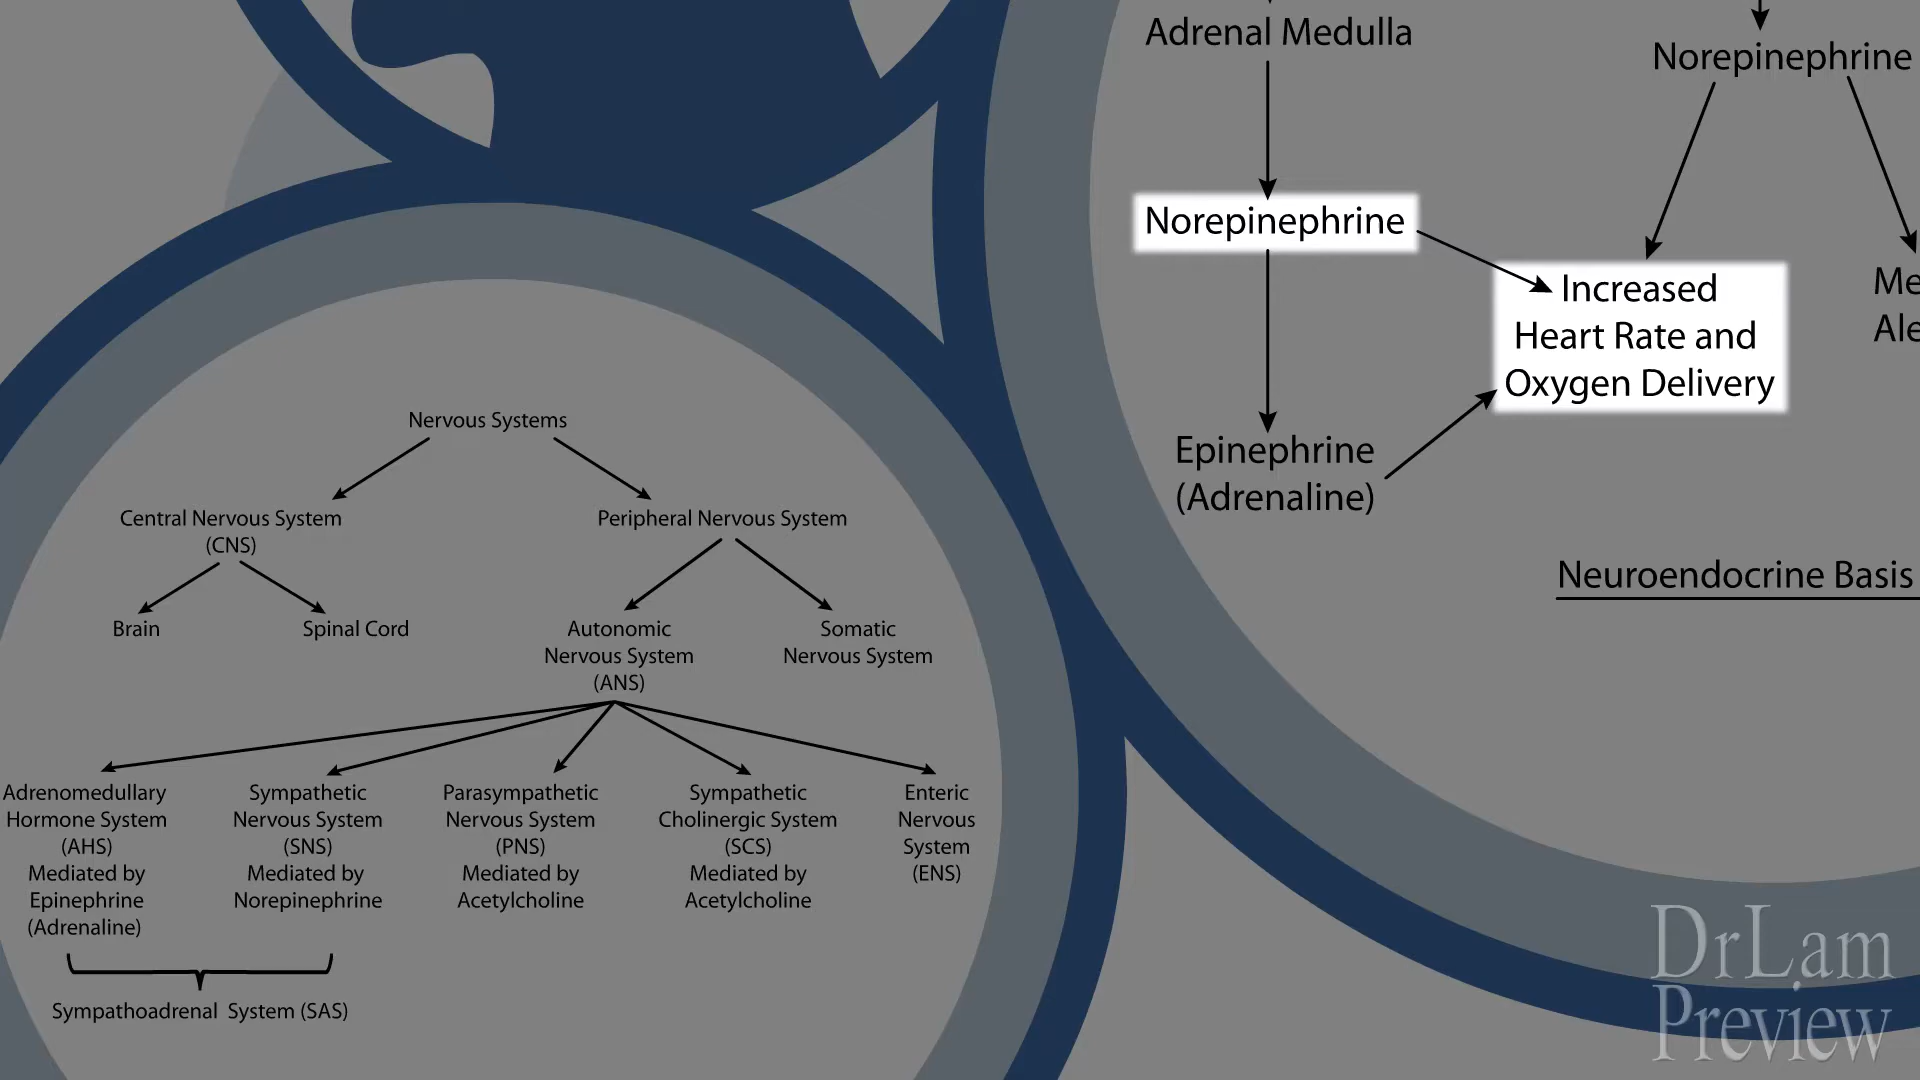 Adrenal Medulla
Norepinephrine
Norepinephrine
Increased
Heart Rate and
Oxygen Delivery
Epinephrine
(Adrenaline)
Neuroendocrine Basis
Nervous Systems
Central Nervous System
(CNS)
Peripheral Nervous System
Brain
Spinal Cord
Autonomic
Nervous System
(ANS)
Somatic
Nervous System
Adrenomedullary
Hormone System
(AHS)
Mediated by
Epinephrine
(Adrenaline)
Sympathetic
Nervous System
(SNS)
Mediated by
Norepinephrine
Parasympathetic
Nervous System
(PNS)
Mediated by
Acetylcholine
Sympathetic
Cholinergic System
(SCS)
Mediated by
Acetylcholine
Enteric
Nervous
System
(ENS)
Sympathoadrenal System (SAS)
DrLam
Preview